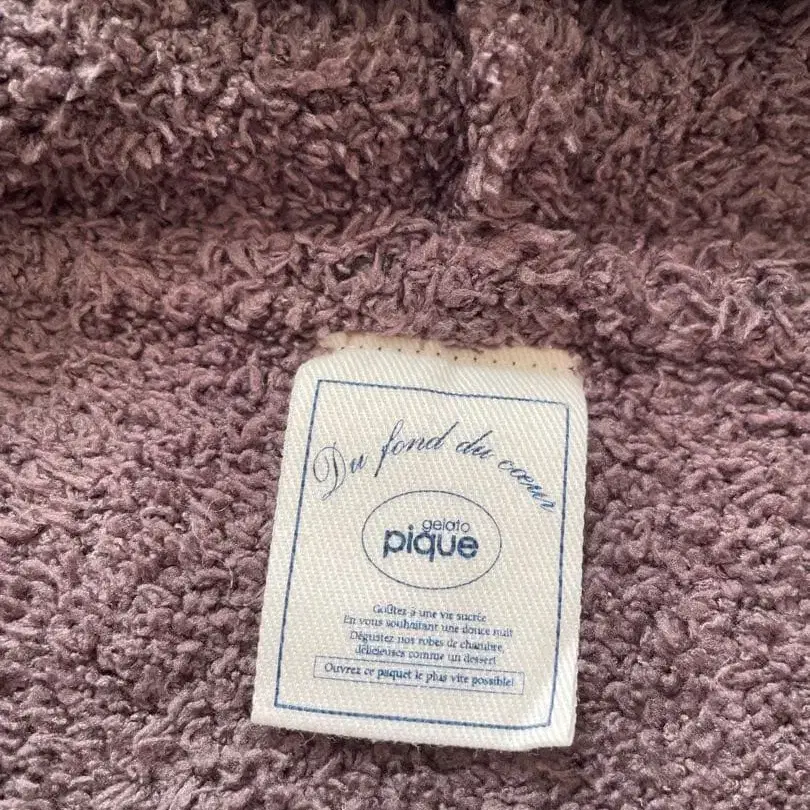 Du fond du cœur
gelato
pique
Goûtez à une vie sucrée
En vous souhaitant une douce nuit
Dégustez nos robes de chambre,
délicieuses comme un dessert
Ouvrez ce paquet le plus vite possible!